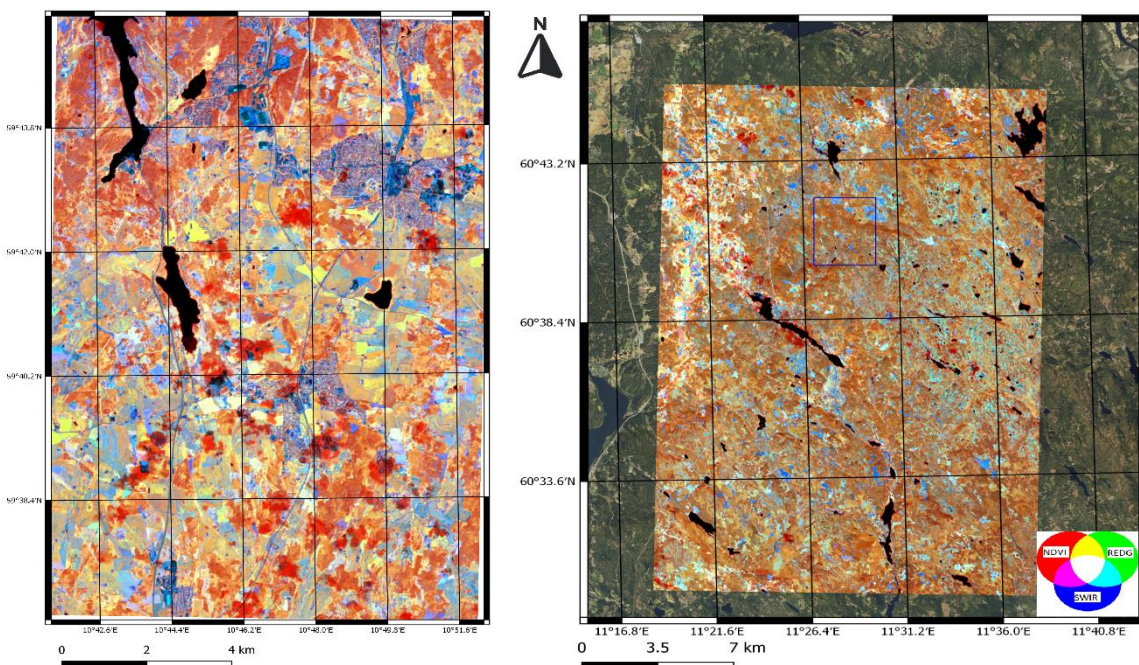 N
59°43.8'N
59°42.0'N
59°40.2'N
59°38.4'N
10°42.6'E 10°44.4'E 10°46.2'E 10°48.0'E 10°49.8'E 10°51.6'E
0 2 4 km
60°43.2'N
60°38.4'N
60°33.6'N
NDVI
REDG
SWIR
11°16.8'E 11°21.6'E 11°26.4'E 11°31.2'E 11°36.0'E 11°40.8'E
0 3.5 7 km